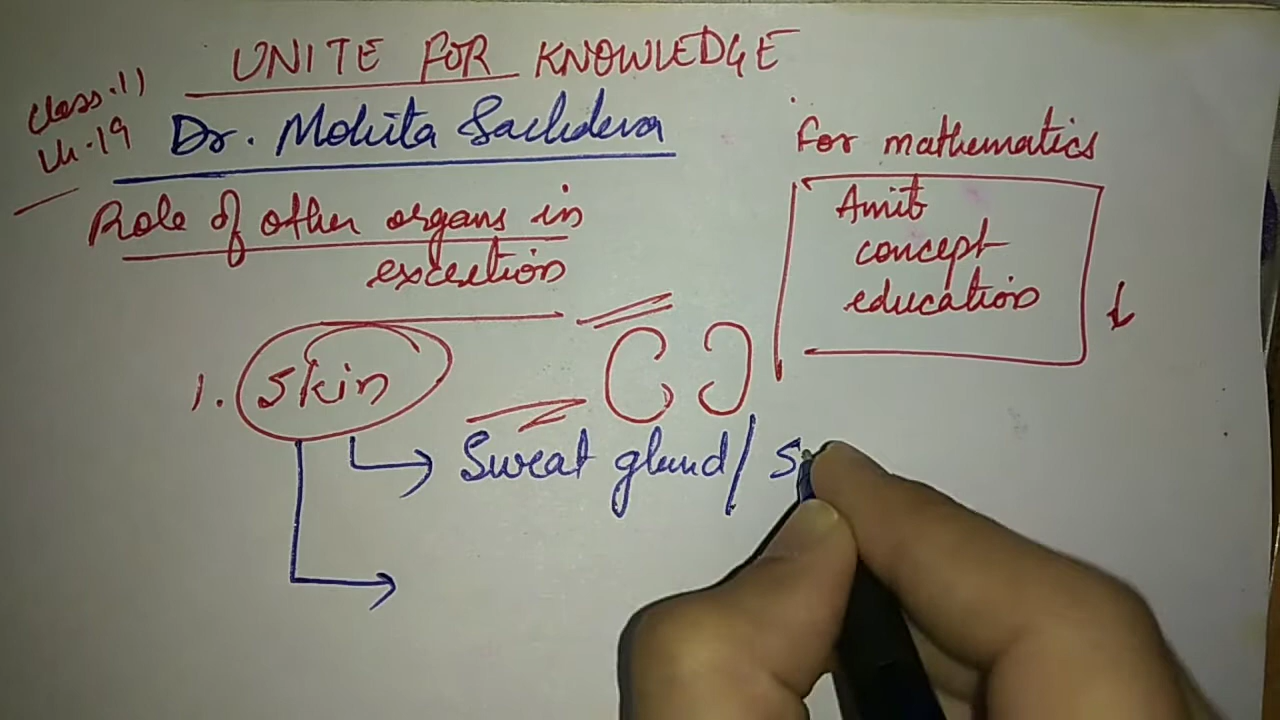 UNITE FOR KNOWLEDGE
Class.11
Ch.19
Dr. Mohita Sachdeva
For mathematics
Amit
concept
education
Role of other organs in
excretion
1. Skin
Sweat gland/ S